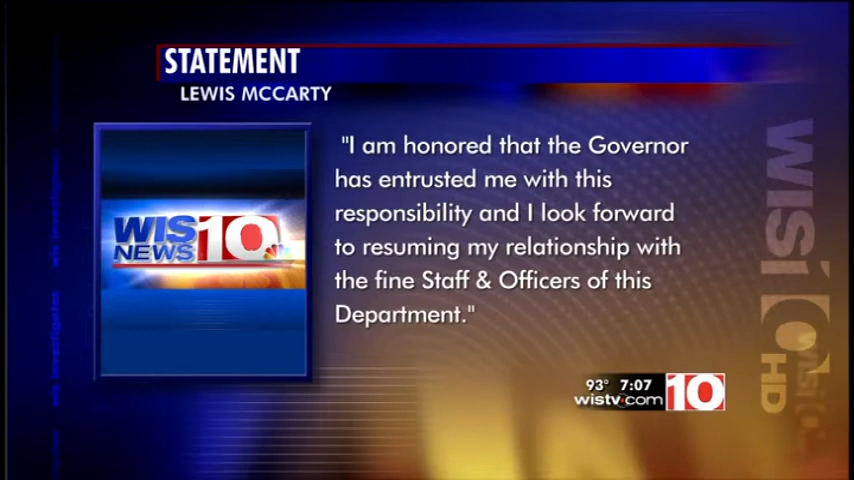 STATEMENT
LEWIS MCCARTY
"I am honored that the Governor
has entrusted me with this
responsibility and I look forward
to resuming my relationship with
the fine Staff & Officers of this
Department."
WIS
NEWS 10
93° 7:07
wistv.com 10
WIS 10
HD
wis investigates